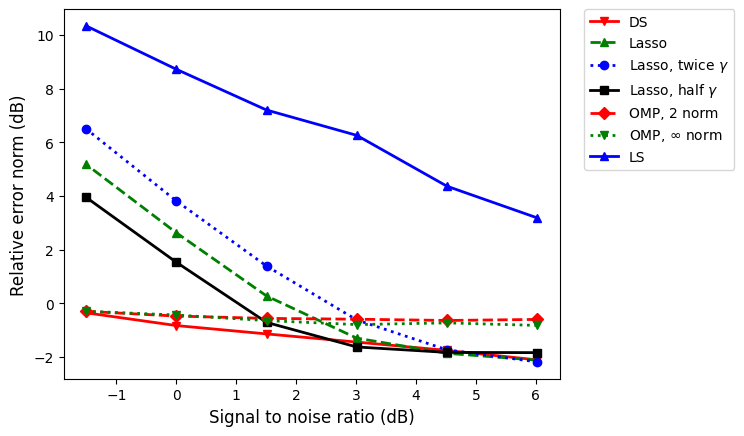 10
8
6
4
2
0
−2
Relative error norm (dB)
−1
0
1
2
3
4
5
6
Signal to noise ratio (dB)
DS
Lasso
Lasso, twice γ
Lasso, half γ
OMP, 2 norm
OMP, ∞ norm
LS